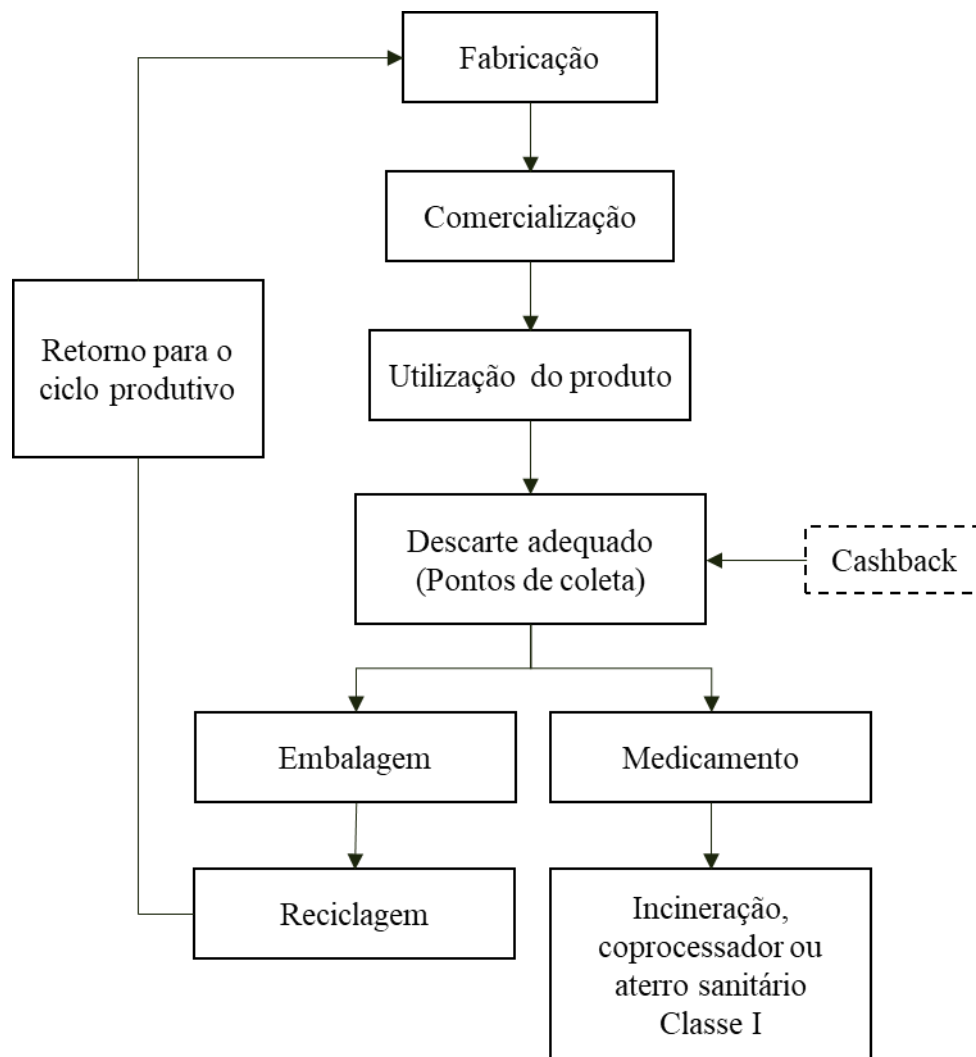 Fabricação
Comercialização
Retorno para o
ciclo produtivo
Utilização do produto
Descarte adequado
(Pontos de coleta)
Cashback
Embalagem
Medicamento
Reciclagem
Incineração,
coprocessador ou
aterro sanitário
Classe I